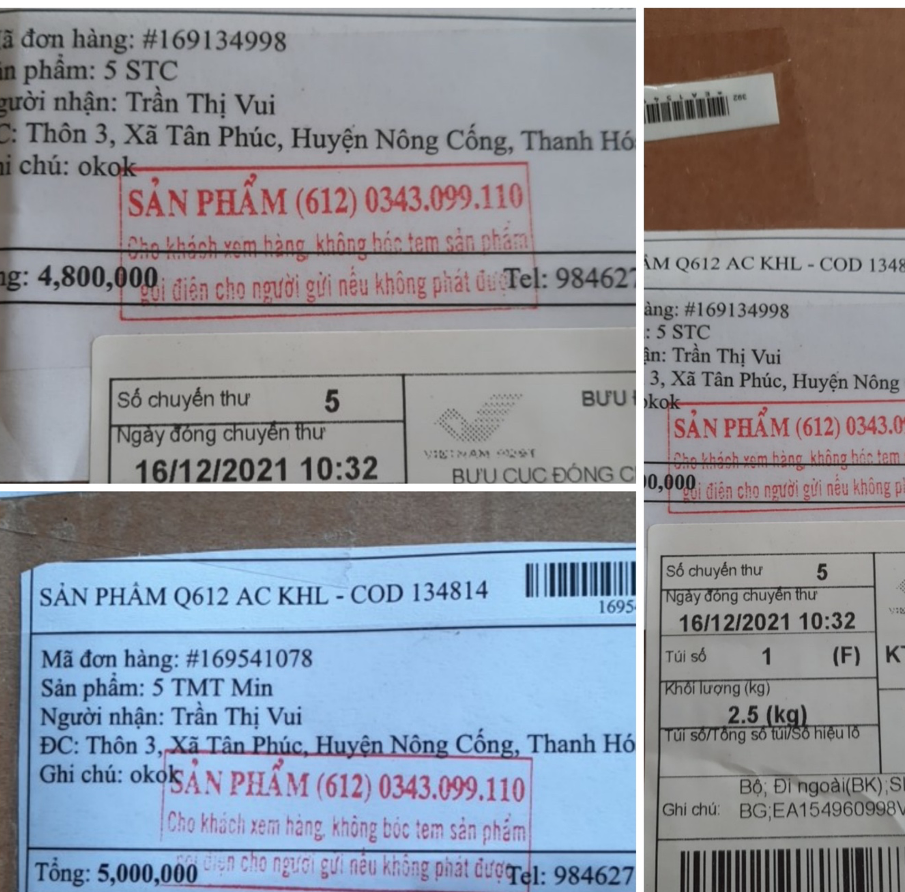 ã đơn hàng: #169134998
n phẩm: 5 STC
gười nhận: Trần Thị Vui
C: Thôn 3, Xã Tân Phúc, Huyện Nông Cống, Thanh Hó
i chú: okok
SẢN PHẨM (612) 0343.099.110
Cho khách xem hàng, không bóc tem sản phẩm
gọi điện cho người gửi nếu không phát đượ
ng: 4,800,000 Tel: 984627
Số chuyến thư 5
Ngày đóng chuyến thư
16/12/2021 10:32
VIETNAM POST
BƯU
BƯU CỤC ĐÓNG C
SẢN PHẨM Q612 AC KHL - COD 134814
1695
Mã đơn hàng: #169541078
Sản phẩm: 5 TMT Min
Người nhận: Trần Thị Vui
ĐC: Thôn 3, Xã Tân Phúc, Huyện Nông Cống, Thanh Hó
Ghi chú: okok
SẢN PHẨM (612) 0343.099.110
Cho khách xem hàng, không bóc tem sản phẩm
gọi điện cho người gửi nếu không phát được
Tổng: 5,000,000 Tel: 984627
ẨM Q612 AC KHL - COD 1348
àng: #169134998
: 5 STC
ận: Trần Thị Vui
3, Xã Tân Phúc, Huyện Nông
okok
SẢN PHẨM (612) 0343.0
Cho khách xem hàng, không bóc tem
gọi điện cho người gửi nếu không p
00,000
Số chuyến thư 5
Ngày đóng chuyến thư
16/12/2021 10:32
Túi số 1 (F)
KT
Khối lượng (kg)
2.5 (kg)
Túi số/Tổng số túi/Số hiệu lô
Ghi chú: Bộ; Đi ngoài(BK);S
BG;EA154960998V